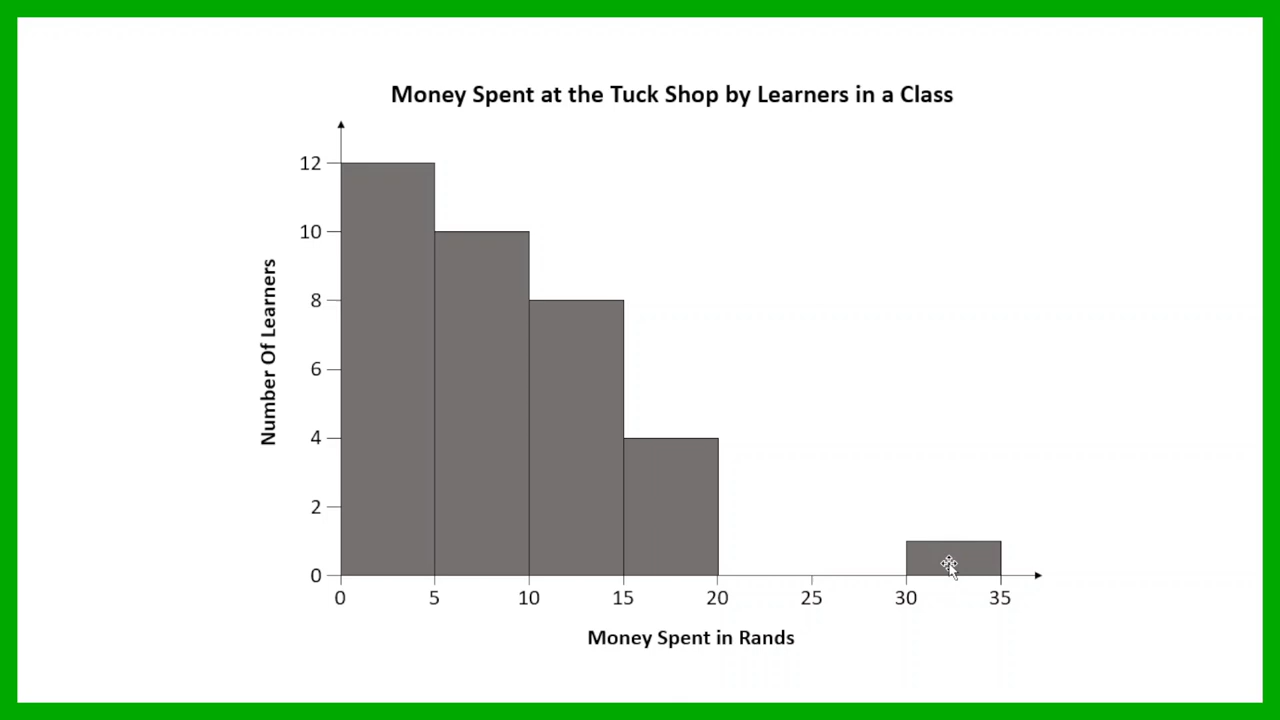 Money Spent at the Tuck Shop by Learners in a Class
12
10
8
6
4
2
0
Number Of Learners
0 5 10 15 20 25 30 35
Money Spent in Rands